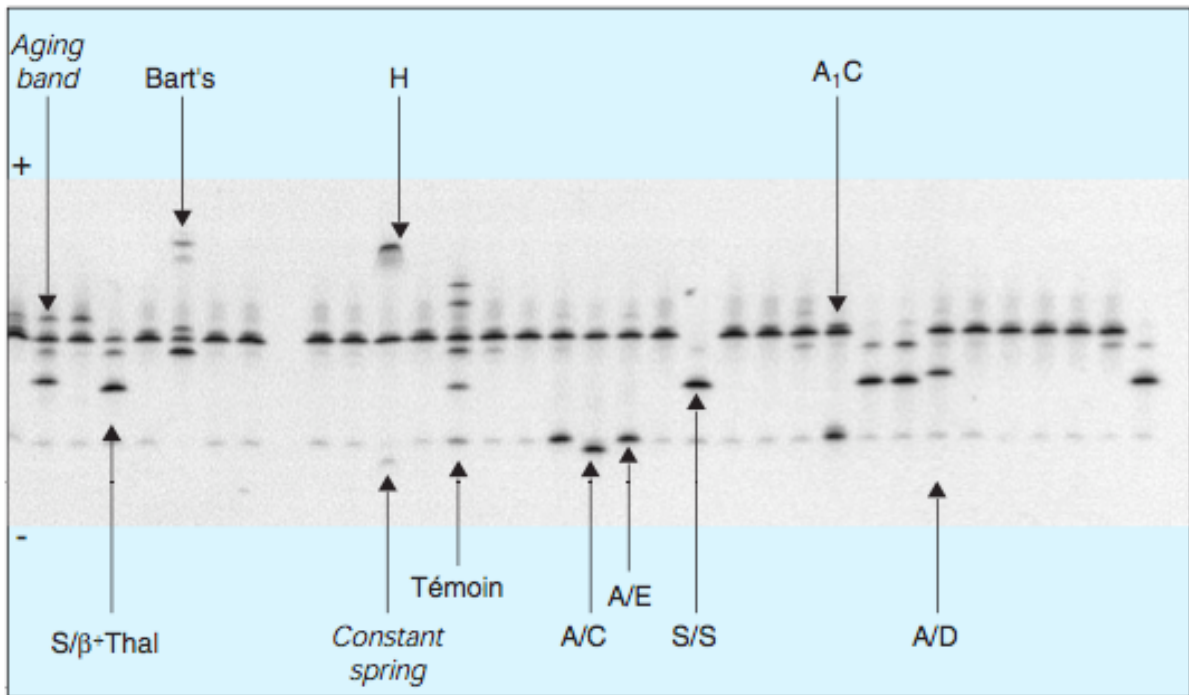 Aging
band
Bart's
H
A₁C
+
-
Témoin
A/E
S/β⁺Thal
Constant
spring
A/C
S/S
A/D